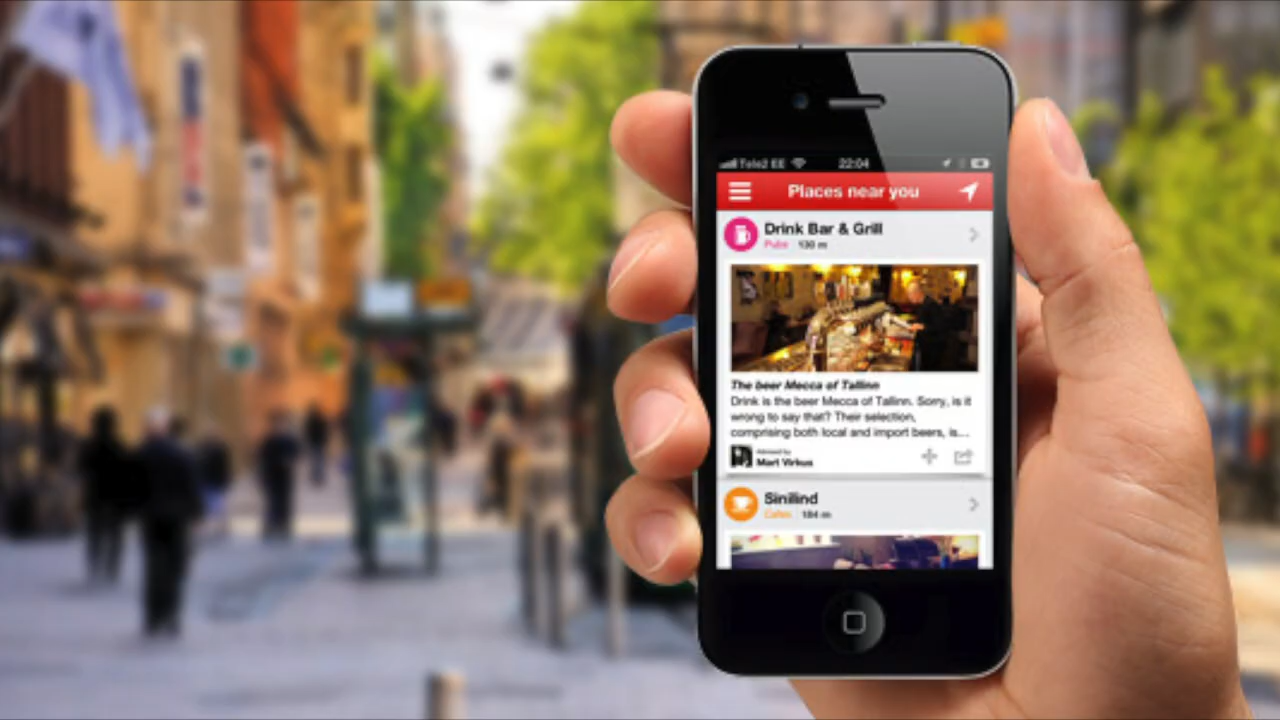 Tele2 EE 22:04
Places near you
Drink Bar & Grill
Pubs 130 m
The beer Mecca of Tallinn
Drink is the beer Mecca of Tallinn. Sorry, is it
wrong to say that? Their selection,
comprising both local and import beers, is...
Advised by
Mart Virkus
Sinilind
Cafes 184 m